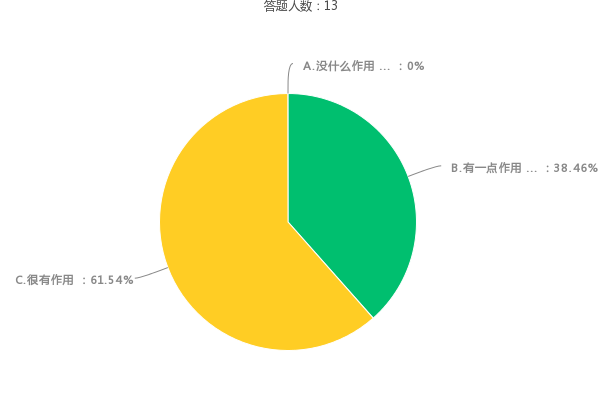 答题人数：13
A.没什么作用 ... ：0%
B.有一点作用 ... ：38.46%
C.很有作用 ：61.54%